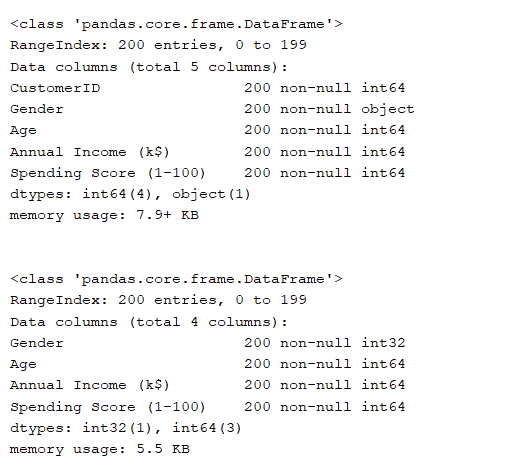 <class 'pandas.core.frame.DataFrame'>
RangeIndex: 200 entries, 0 to 199
Data columns (total 5 columns):
CustomerID                200 non-null int64
Gender                    200 non-null object
Age                       200 non-null int64
Annual Income (k$)        200 non-null int64
Spending Score (1-100)    200 non-null int64
dtypes: int64(4), object(1)
memory usage: 7.9+ KB
<class 'pandas.core.frame.DataFrame'>
RangeIndex: 200 entries, 0 to 199
Data columns (total 4 columns):
Gender                    200 non-null int32
Age                       200 non-null int64
Annual Income (k$)        200 non-null int64
Spending Score (1-100)    200 non-null int64
dtypes: int32(1), int64(3)
memory usage: 5.5 KB